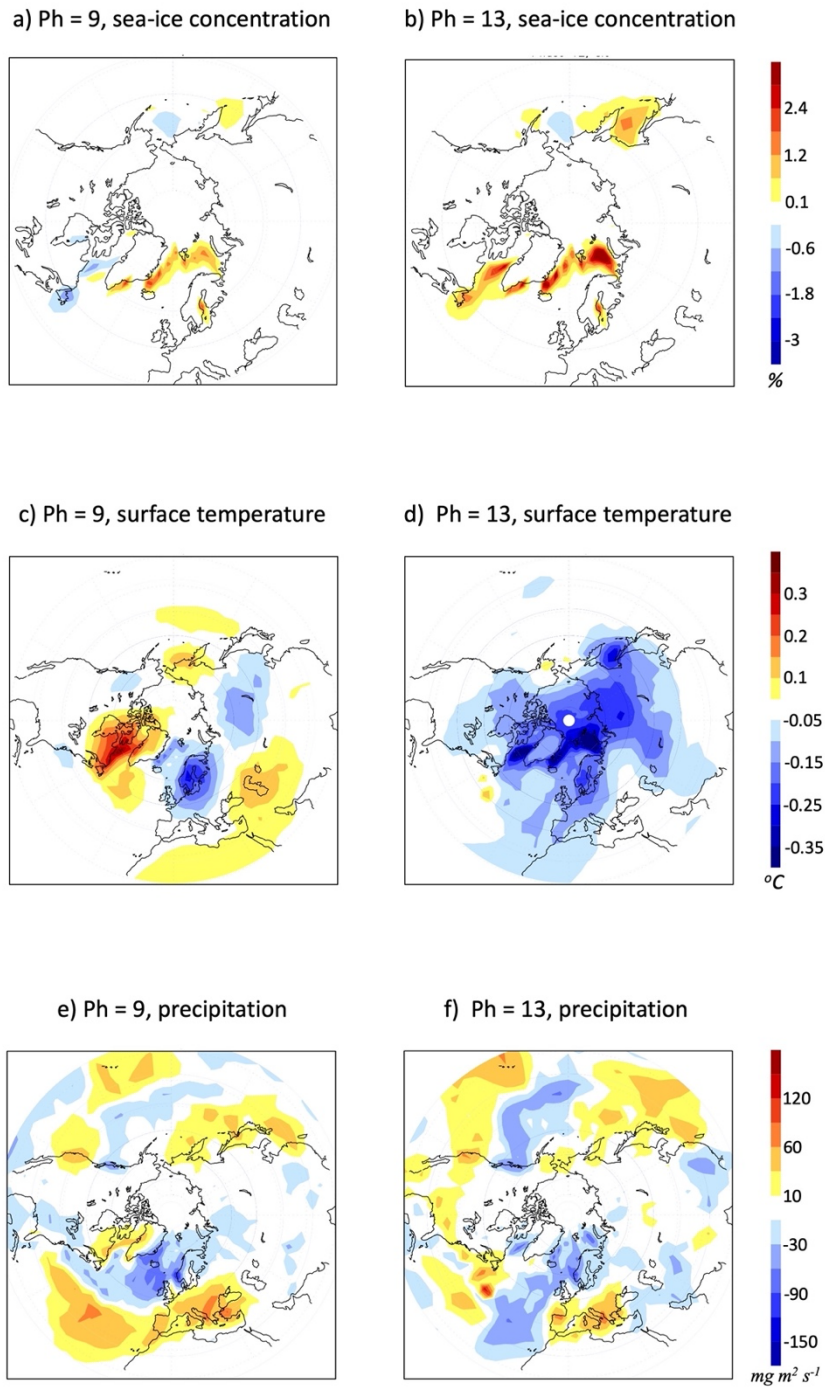 a) Ph = 9, sea-ice concentration
b) Ph = 13, sea-ice concentration
2.4
1.2
0.1
-0.6
-1.8
-3
%
c) Ph = 9, surface temperature
d) Ph = 13, surface temperature
0.3
0.2
0.1
-0.05
-0.15
-0.25
-0.35
°C
e) Ph = 9, precipitation
f) Ph = 13, precipitation
120
60
10
-30
-90
-150
mg m² s⁻¹